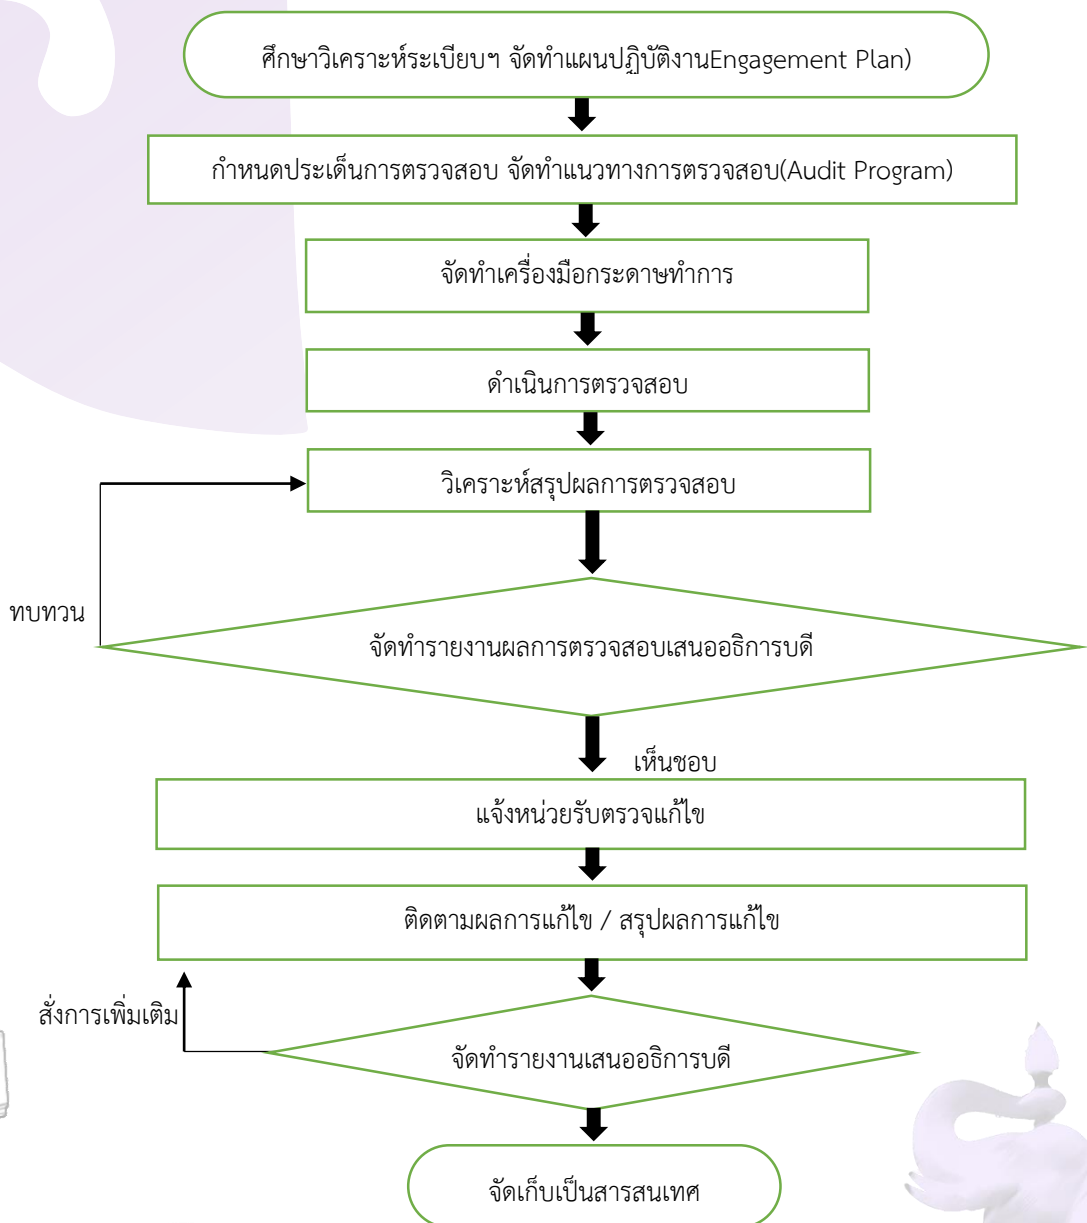 ศึกษาวิเคราะห์ระเบียบฯ จัดทำแผนปฏิบัติงานEngagement Plan)
กำหนดประเด็นการตรวจสอบ จัดทำแนวทางการตรวจสอบ(Audit Program)
จัดทำเครื่องมือกระดาษทำการ
ดำเนินการตรวจสอบ
วิเคราะห์สรุปผลการตรวจสอบ
ทบทวน
จัดทำรายงานผลการตรวจสอบเสนออธิการบดี
เห็นชอบ
แจ้งหน่วยรับตรวจแก้ไข
ติดตามผลการแก้ไข / สรุปผลการแก้ไข
สั่งการเพิ่มเติม
จัดทำรายงานเสนออธิการบดี
จัดเก็บเป็นสารสนเทศ